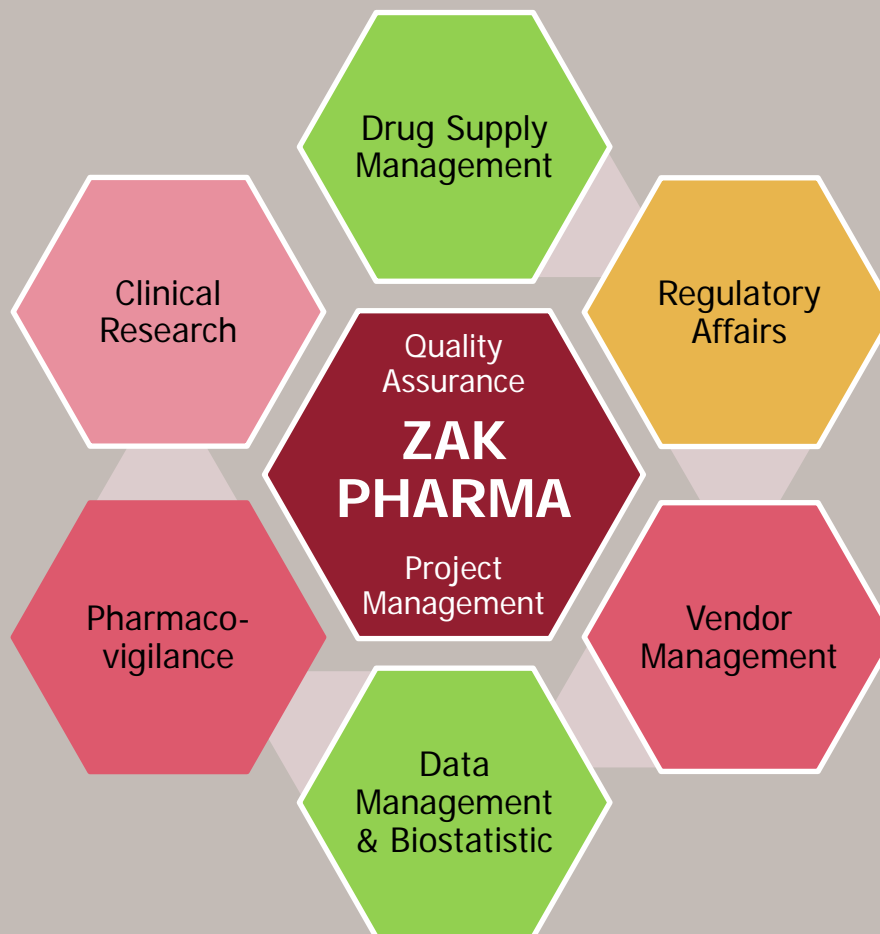 Drug Supply
Management
Clinical
Research
Regulatory
Affairs
Quality
Assurance
ZAK
PHARMA
Project
Management
Pharmaco-
vigilance
Vendor
Management
Data
Management
& Biostatistic